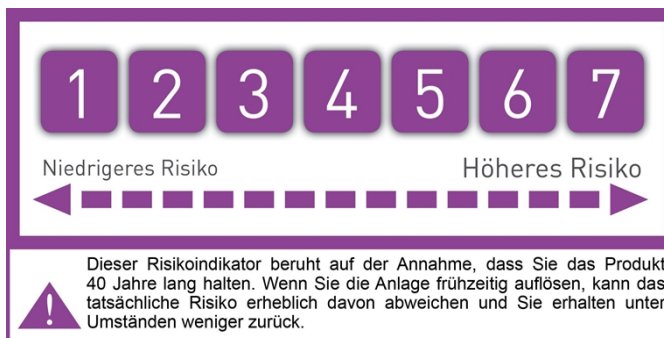 1 2 3 4 5 6 7
Niedrigeres Risiko Höheres Risiko
Dieser Risikoindikator beruht auf der Annahme, dass Sie das Produkt
40 Jahre lang halten. Wenn Sie die Anlage frühzeitig auflösen, kann das
tatsächliche Risiko erheblich davon abweichen und Sie erhalten unter
Umständen weniger zurück.